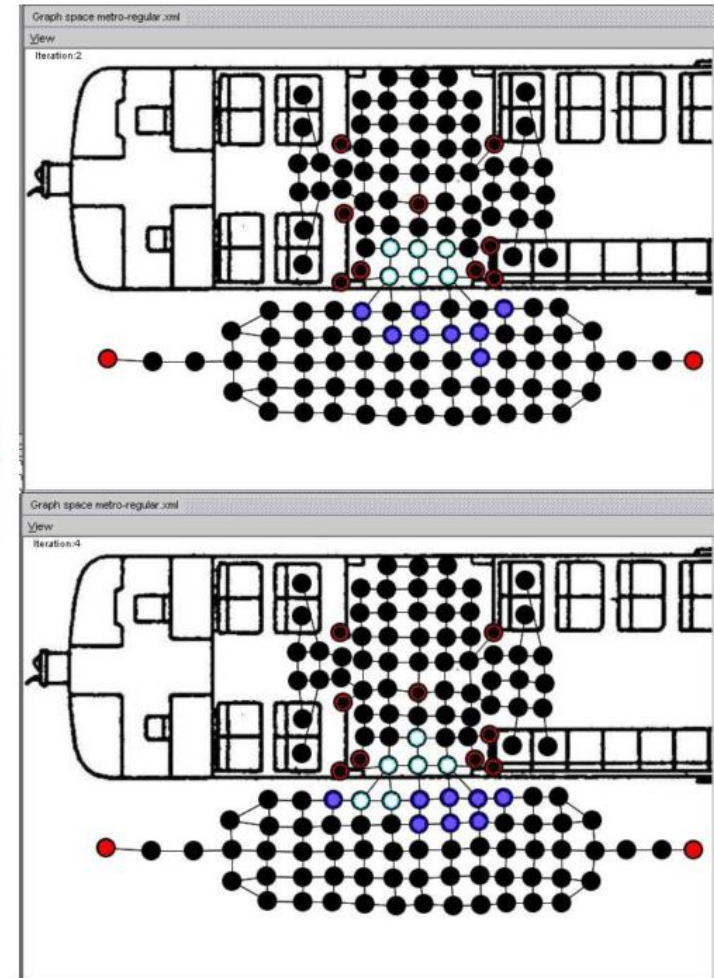 Graph space metro-regular.xml
View
Iteration:2
Graph space metro-regular.xml
View
Iteration:4